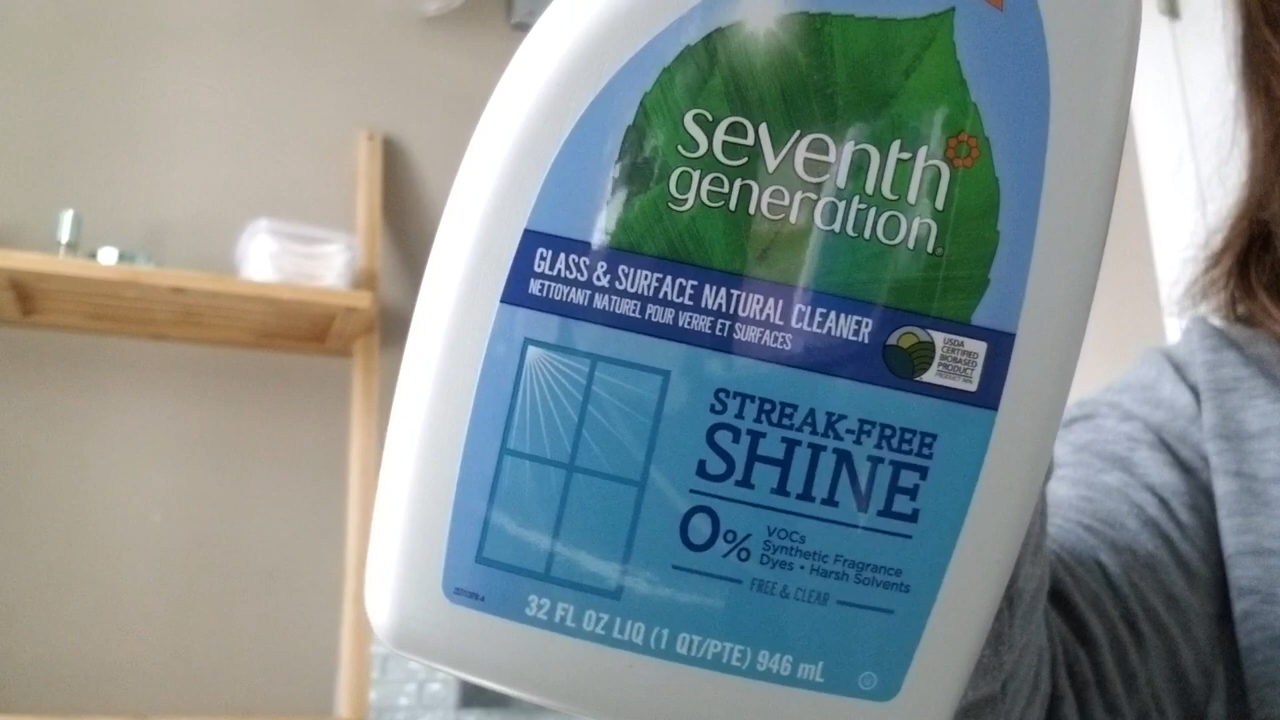 seventh
generation.
GLASS & SURFACE NATURAL CLEANER
NETTOYANT NATUREL POUR VERRE ET SURFACES
USDA
CERTIFIED
BIOBASED
PRODUCT
STREAK-FREE
SHINE
0%
VOCs
Synthetic Fragrance
Dyes • Harsh Solvents
FREE & CLEAR
32 FL OZ LIQ (1 QT/PTE) 946 mL